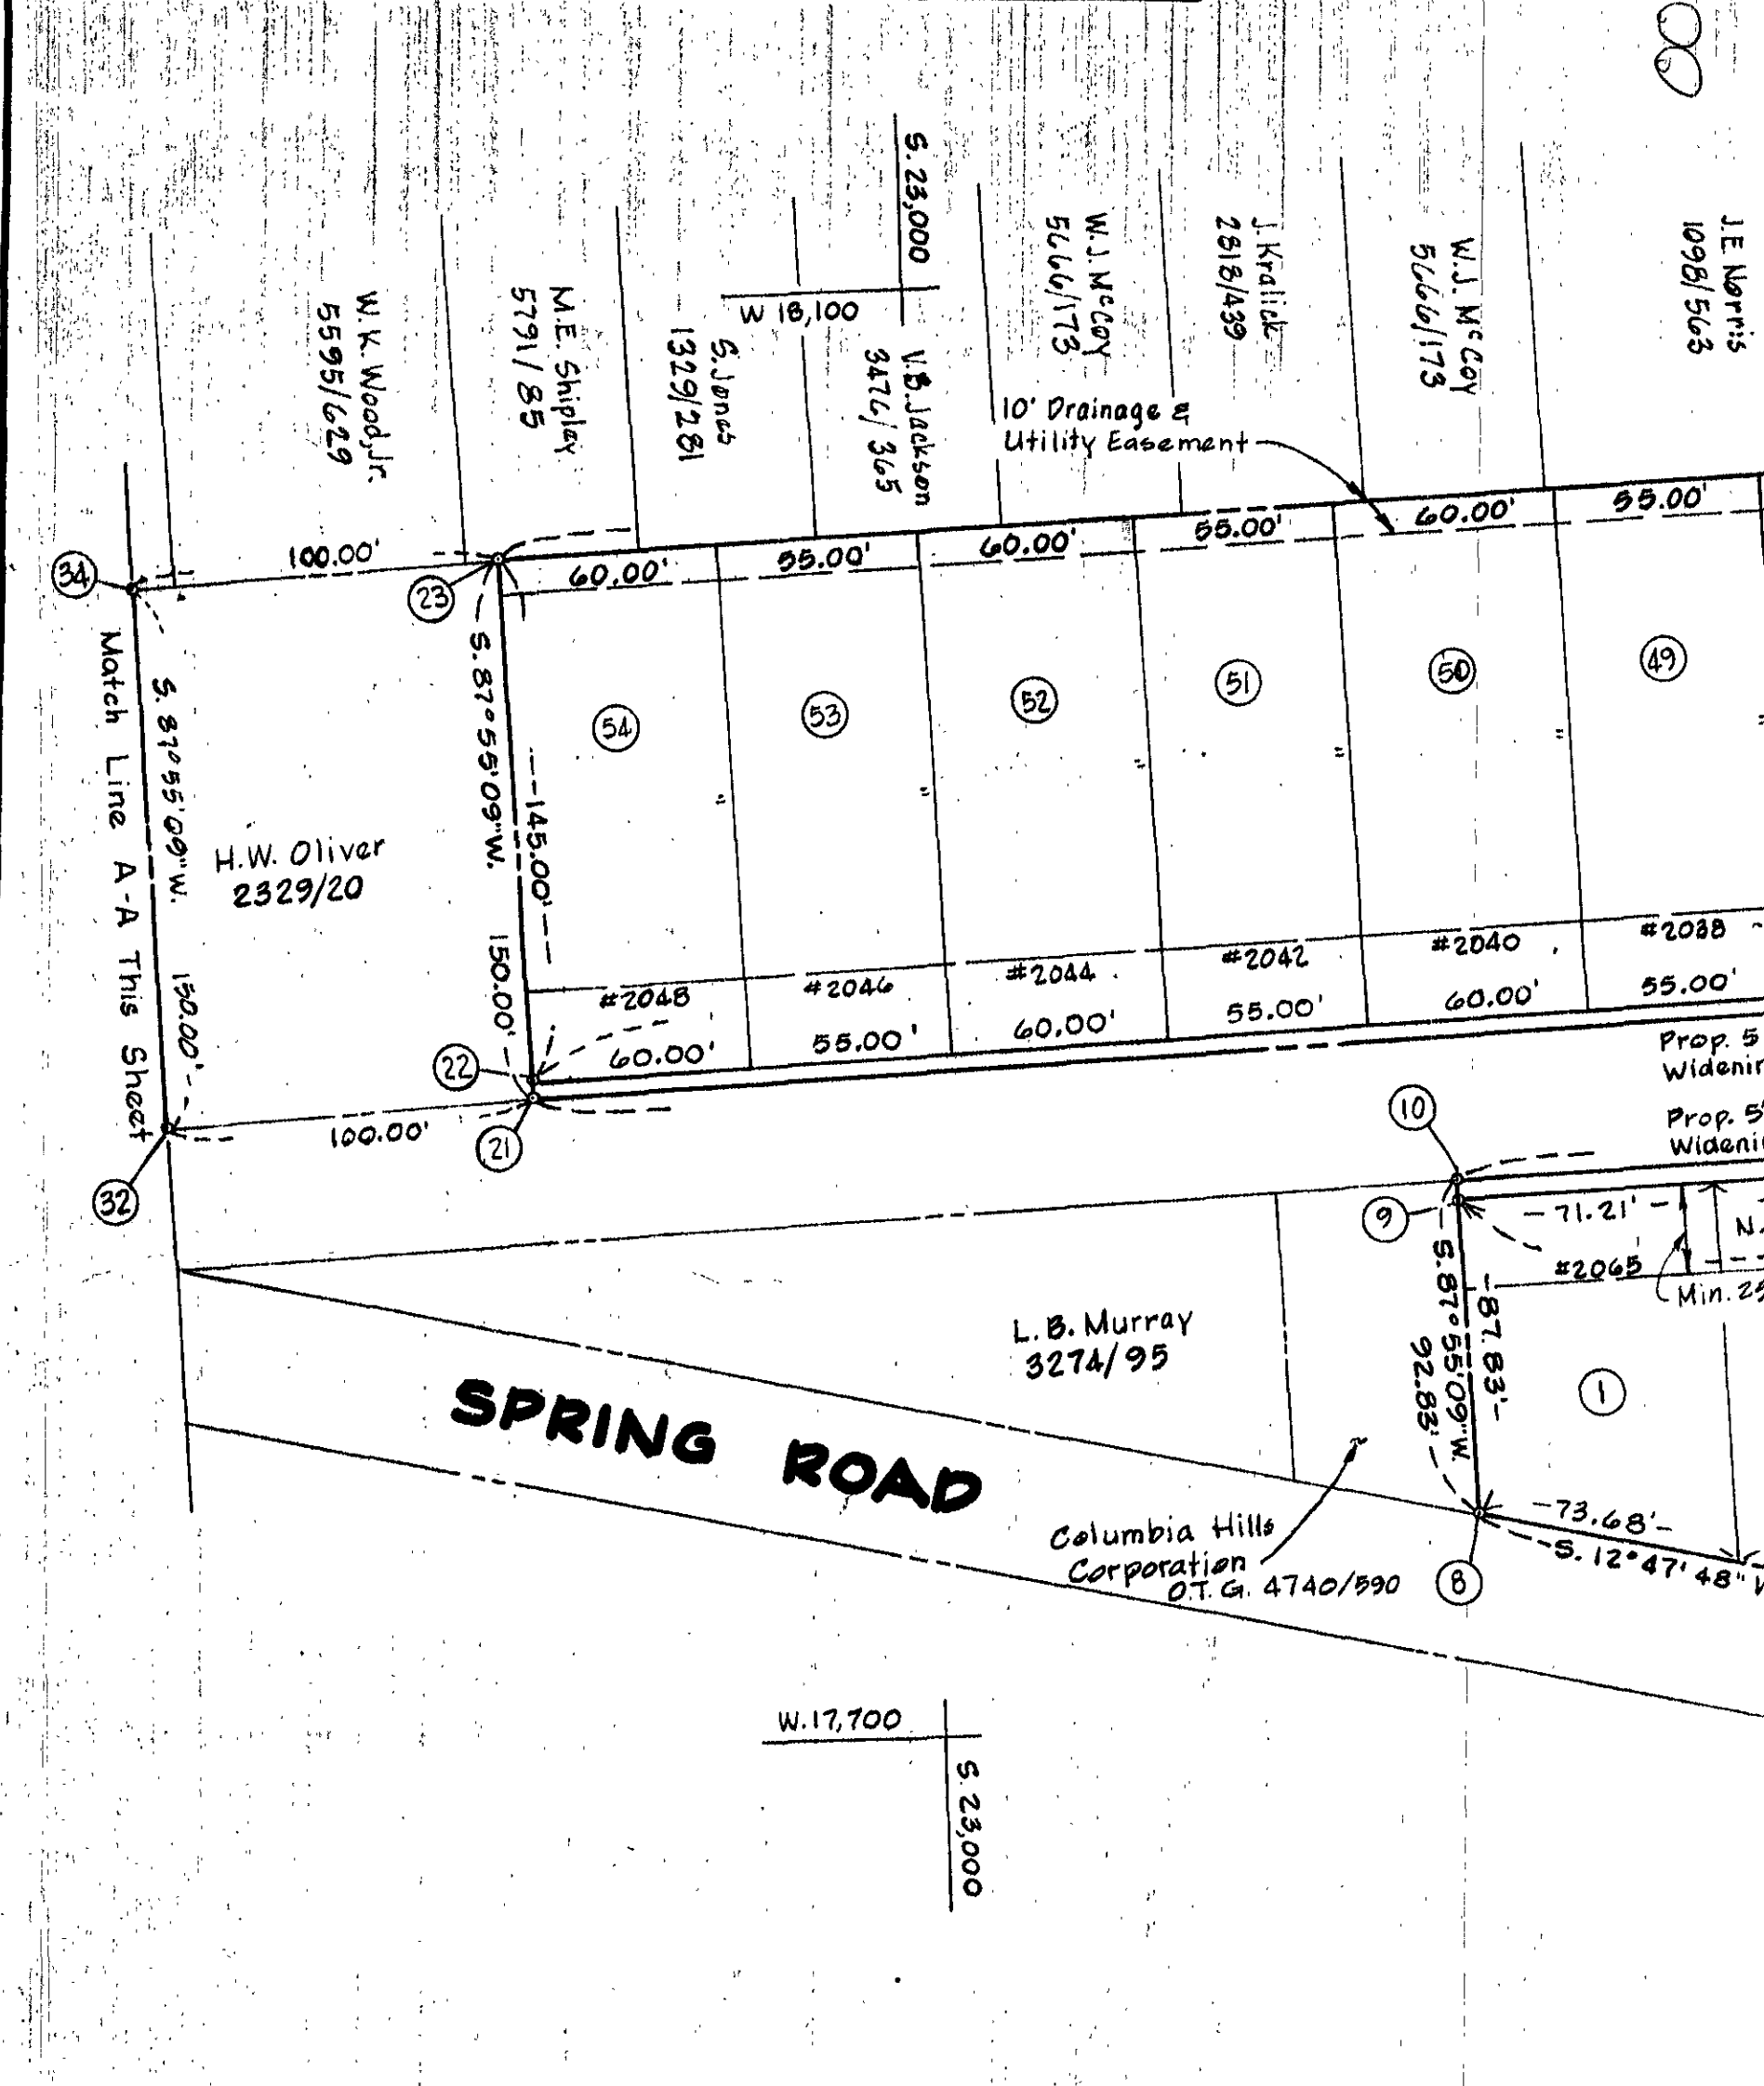 J.E Norris
1098/563
W.J. McCoy
5666/173
J. Kralick
2818/439
W.J. McCoy
5666/173
S. 23,000
W 18,100
V.B. Jackson
3476/365
S. Jones
1329/281
M.E. Shipley
5791/85
W.K. Wood, Jr.
5595/629
10' Drainage &
Utility Easement
34
100.00'
23
60.00'
55.00'
60.00'
55.00'
60.00'
55.00'
Match Line A-A This Sheet
S. 87°55'09"W. 150.00'
S. 87°55'09"W. 150.00'
145.00'
H.W. Oliver
2329/20
54
53
52
51
50
49
#2048
#2046
#2044
#2042
#2040
#2038
60.00'
55.00'
60.00'
55.00'
60.00'
55.00'
22
21
100.00'
32
Prop. 5
Widenin
Prop. 5'
Wideni
10
9
71.21'
N.
#2065
Min. 25
S. 87°55'09"W.
92.83'
87.83'
1
L.B. Murray
3274/95
SPRING ROAD
Columbia Hills
Corporation
O.T.G. 4740/590
8
73.68'
S. 12°47'48" W
W. 17,700
S. 23,000